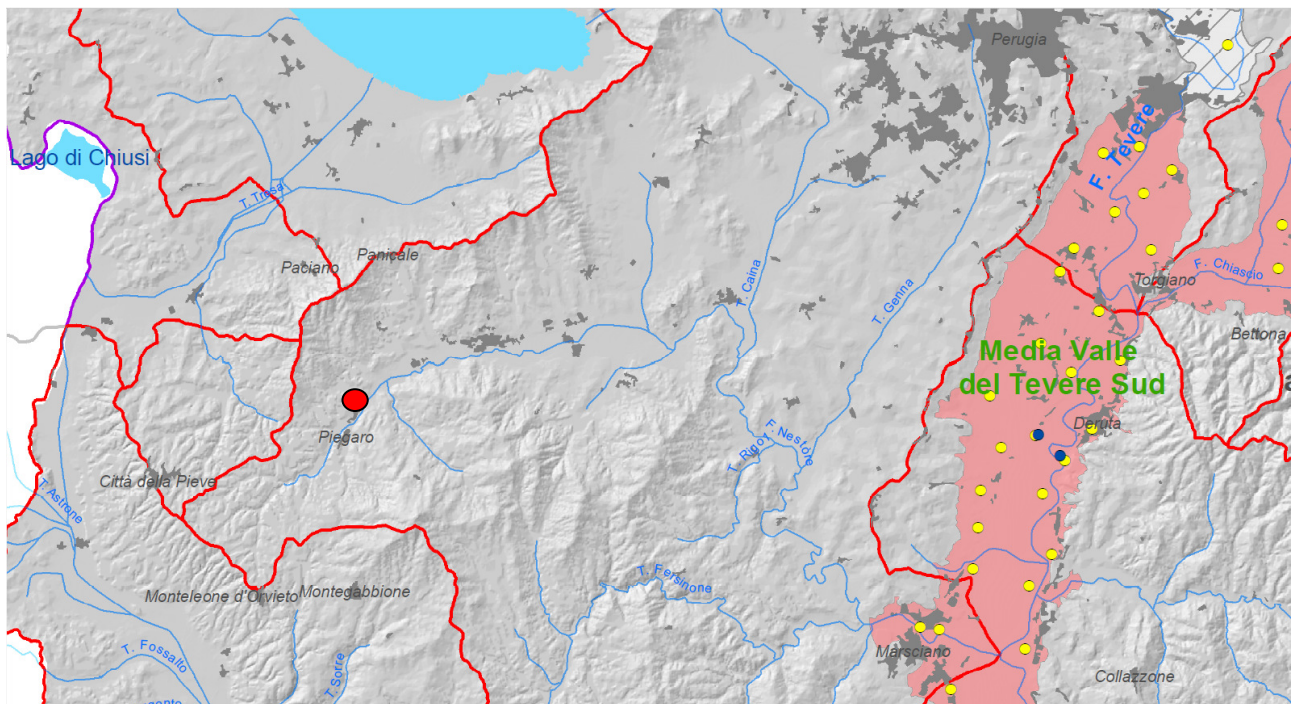 Perugia
F. Tevere
Lago di Chiusi
T. Tresa
Paciano
Panicale
T. Caina
T. Genna
F. Chiascio
Torgiano
Bettona
Media Valle
del Tevere Sud
Piegaro
Deruta
F. Nestóre
T. Rigo
Città della Pieve
T. Astrone
T. Fersinone
Monteleone d'Orvieto
Montegabbione
T. Fossalto
T. Sorre
Marsciano
Collazzone